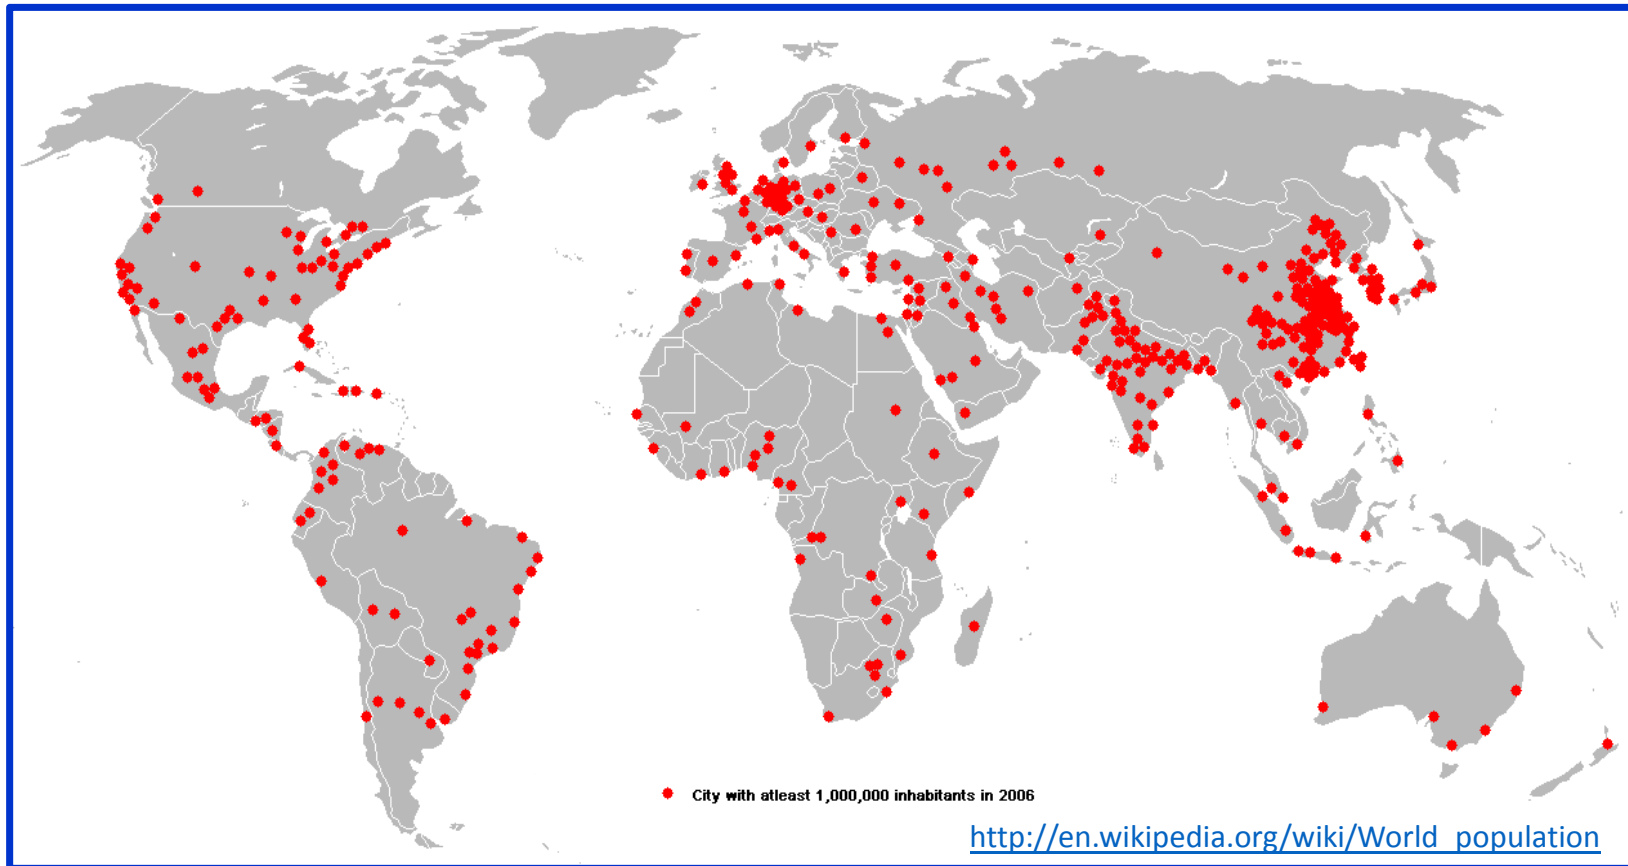 City with atleast 1,000,000 inhabitants in 2006
http://en.wikipedia.org/wiki/World_population